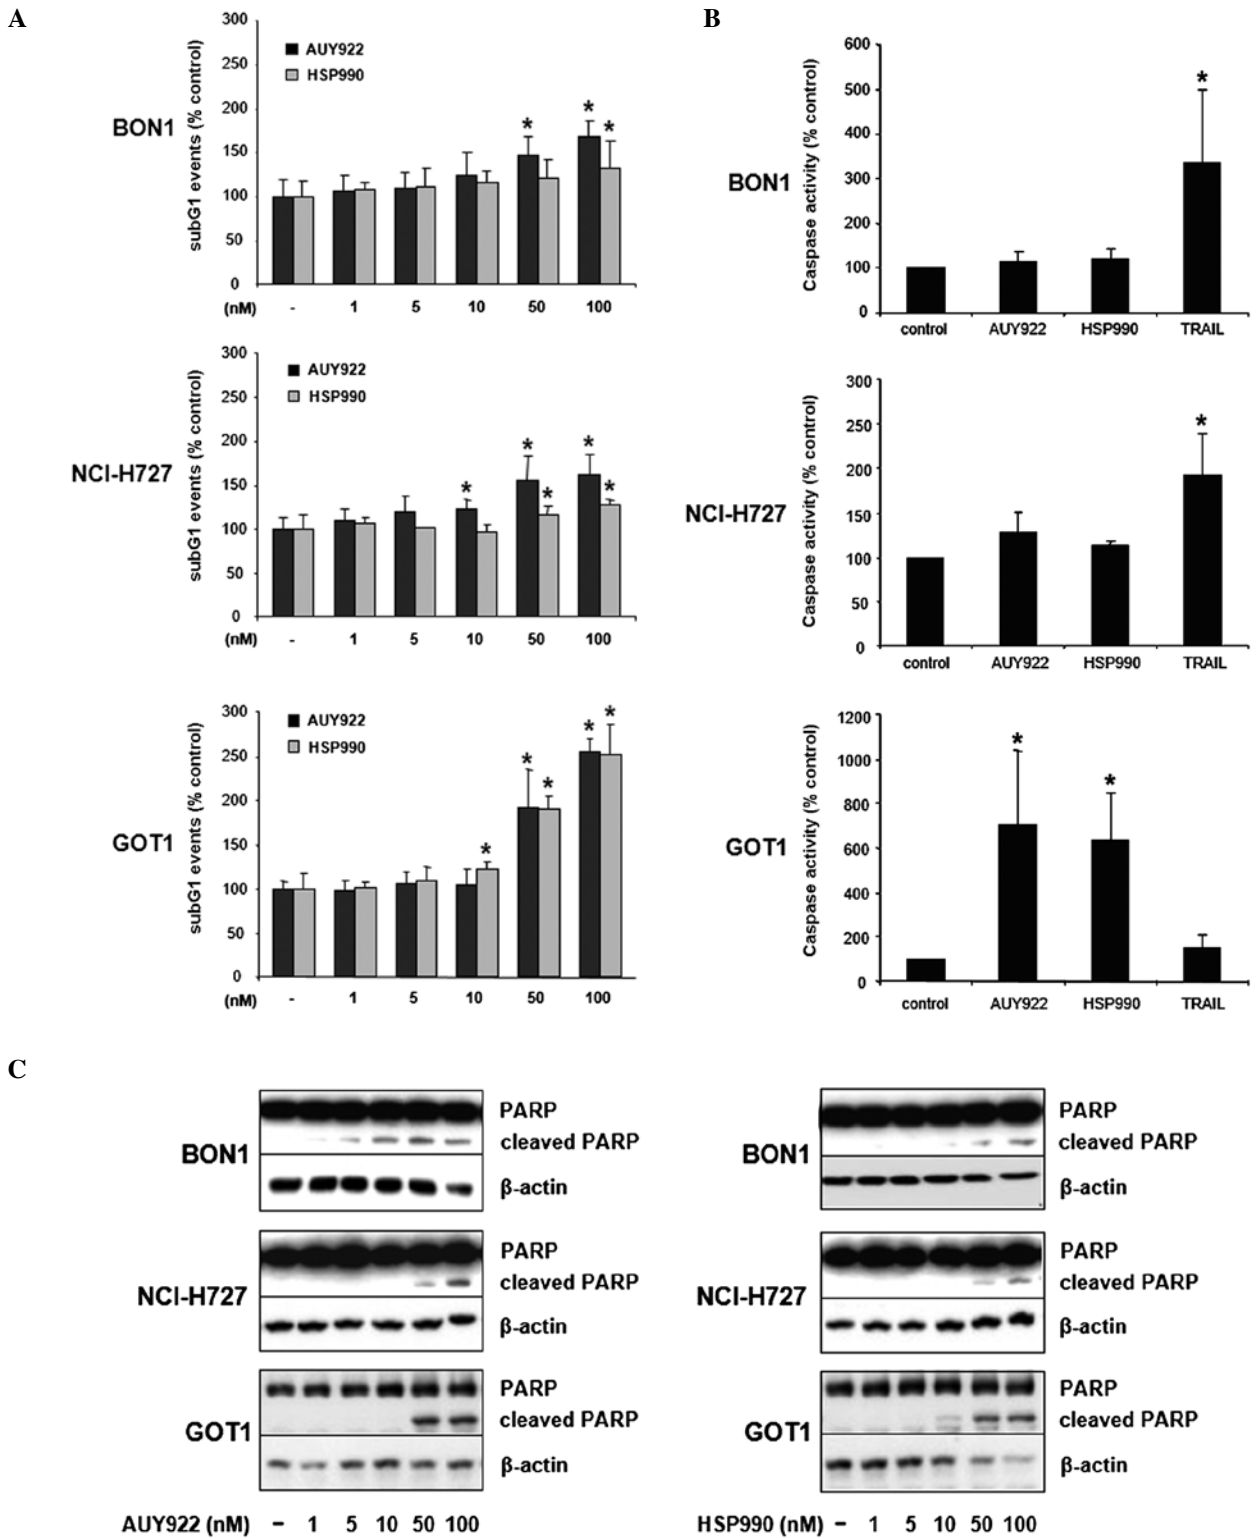 A
BON1
subG1 events (% control)
300
250
200
150
100
50
0
AUY922
HSP990
*
*
*
(nM)
-
1
5
10
50
100
NCI-H727
subG1 events (% control)
300
250
200
150
100
50
0
AUY922
HSP990
*
*
*
*
*
(nM)
-
1
5
10
50
100
GOT1
subG1 events (% control)
300
250
200
150
100
50
0
AUY922
HSP990
*
*
*
*
*
(nM)
-
1
5
10
50
100
B
BON1
Caspase activity (% control)
600
500
400
300
200
100
0
*
control
AUY922
HSP990
TRAIL
NCI-H727
Caspase activity (% control)
300
250
200
150
100
50
0
*
control
AUY922
HSP990
TRAIL
GOT1
Caspase activity (% control)
1200
1000
800
600
400
200
0
*
*
control
AUY922
HSP990
TRAIL
C
BON1
PARP
cleaved PARP
β-actin
NCI-H727
PARP
cleaved PARP
β-actin
GOT1
PARP
cleaved PARP
β-actin
AUY922 (nM) – 1 5 10 50 100
BON1
PARP
cleaved PARP
β-actin
NCI-H727
PARP
cleaved PARP
β-actin
GOT1
PARP
cleaved PARP
β-actin
HSP990 (nM) – 1 5 10 50 100